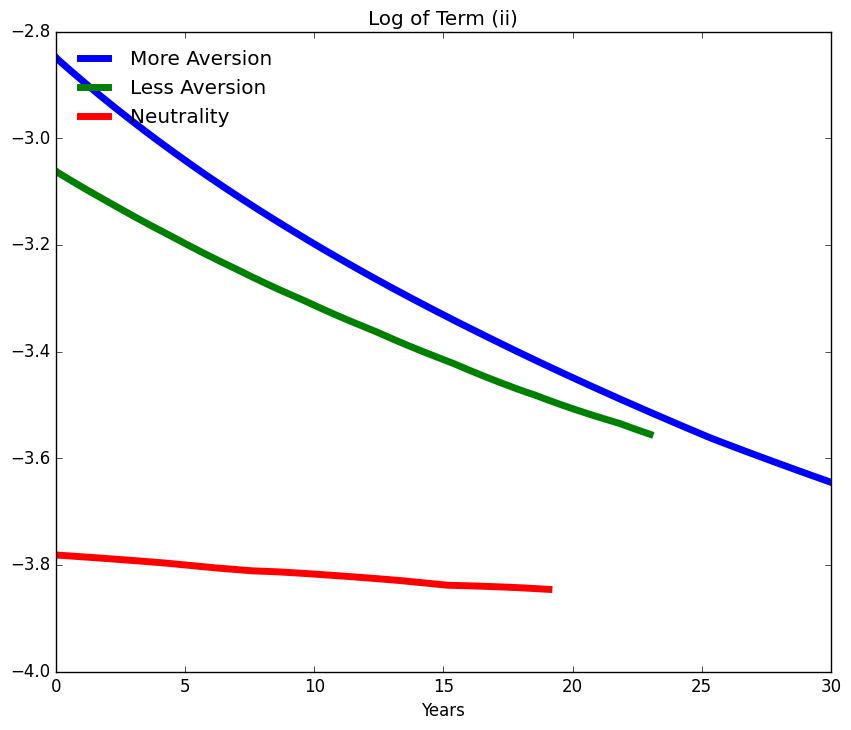 Log of Term (ii)
−2.8
−3.0
−3.2
−3.4
−3.6
−3.8
−4.0
More Aversion
Less Aversion
Neutrality
0 5 10 15 20 25 30
Years